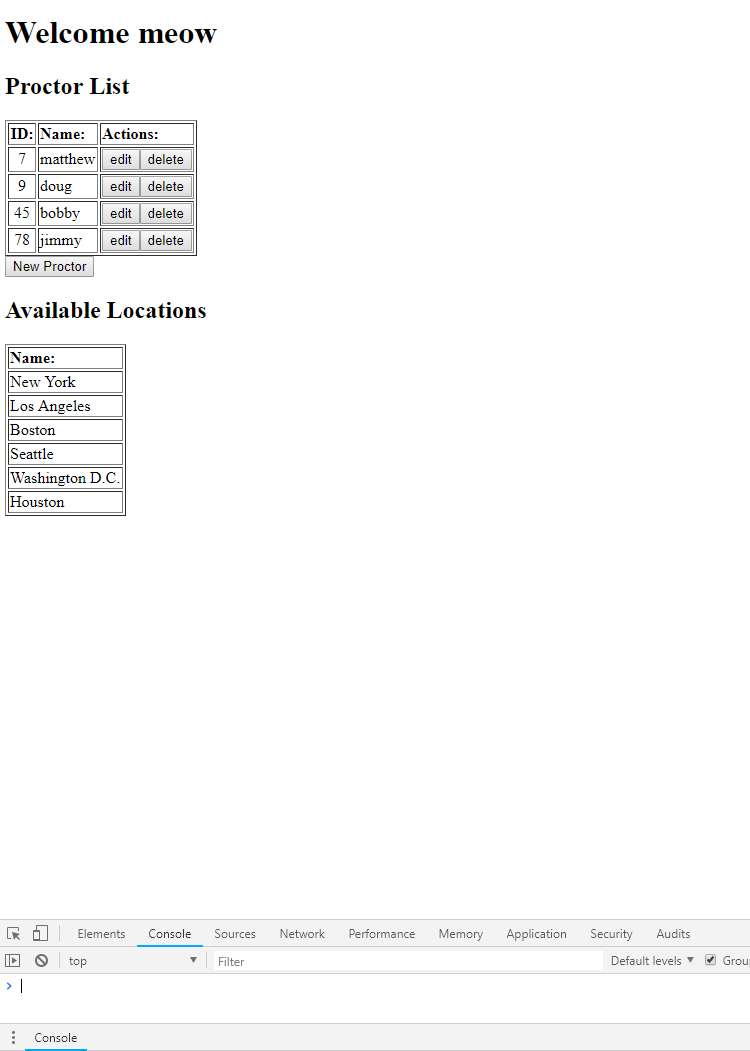 Welcome meow
Proctor List
ID: Name: Actions:
7 matthew edit delete
9 doug edit delete
45 bobby edit delete
78 jimmy edit delete
New Proctor
Available Locations
Name:
New York
Los Angeles
Boston
Seattle
Washington D.C.
Houston
Elements Console Sources Network Performance Memory Application Security Audits
top Filter Default levels Grou
Console